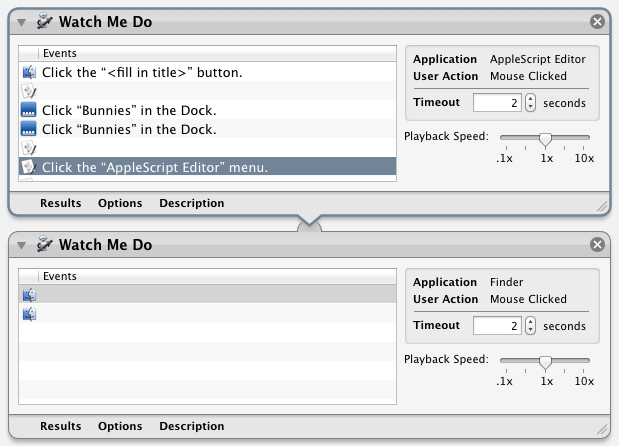 Watch Me Do
Events
Click the “<fill in title>” button.
Click “Bunnies” in the Dock.
Click “Bunnies” in the Dock.
Click the “AppleScript Editor” menu.
Application AppleScript Editor
User Action Mouse Clicked
Timeout 2 seconds
Playback Speed:
.1x 1x 10x
Results Options Description
Watch Me Do
Events
Application Finder
User Action Mouse Clicked
Timeout 2 seconds
Playback Speed:
.1x 1x 10x
Results Options Description